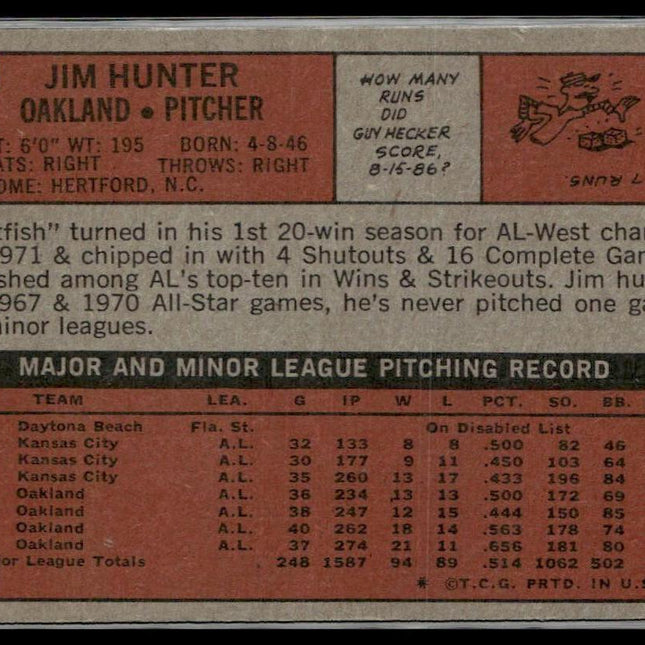 JIM HUNTER
OAKLAND • PITCHER
T: 6'0" WT: 195 BORN: 4-8-46
ATS: RIGHT THROWS: RIGHT
OME: HERTFORD, N.C.
HOW MANY
RUNS
DID
GUY HECKER
SCORE,
8-15-86?
7 RUNS.
tfish" turned in his 1st 20-win season for AL-West cha
971 & chipped in with 4 Shutouts & 16 Complete Gam
shed among AL's top-ten in Wins & Strikeouts. Jim hu
967 & 1970 All-Star games, he's never pitched one ga
minor leagues.
MAJOR AND MINOR LEAGUE PITCHING RECORD
TEAM LEA. G IP W L PCT. SO. BB.
Daytona Beach Fla. St. On Disabled List
Kansas City A.L. 32 133 8 8 .500 82 46
Kansas City A.L. 30 177 9 11 .450 103 64
Kansas City A.L. 35 260 13 17 .433 196 84
Oakland A.L. 36 234 13 13 .500 172 69
Oakland A.L. 38 247 12 15 .444 150 85
Oakland A.L. 40 262 18 14 .563 178 74
Oakland A.L. 37 274 21 11 .656 181 80
or League Totals 248 1587 94 89 .514 1062 502
* ©T.C.G. PRTD. IN U.S